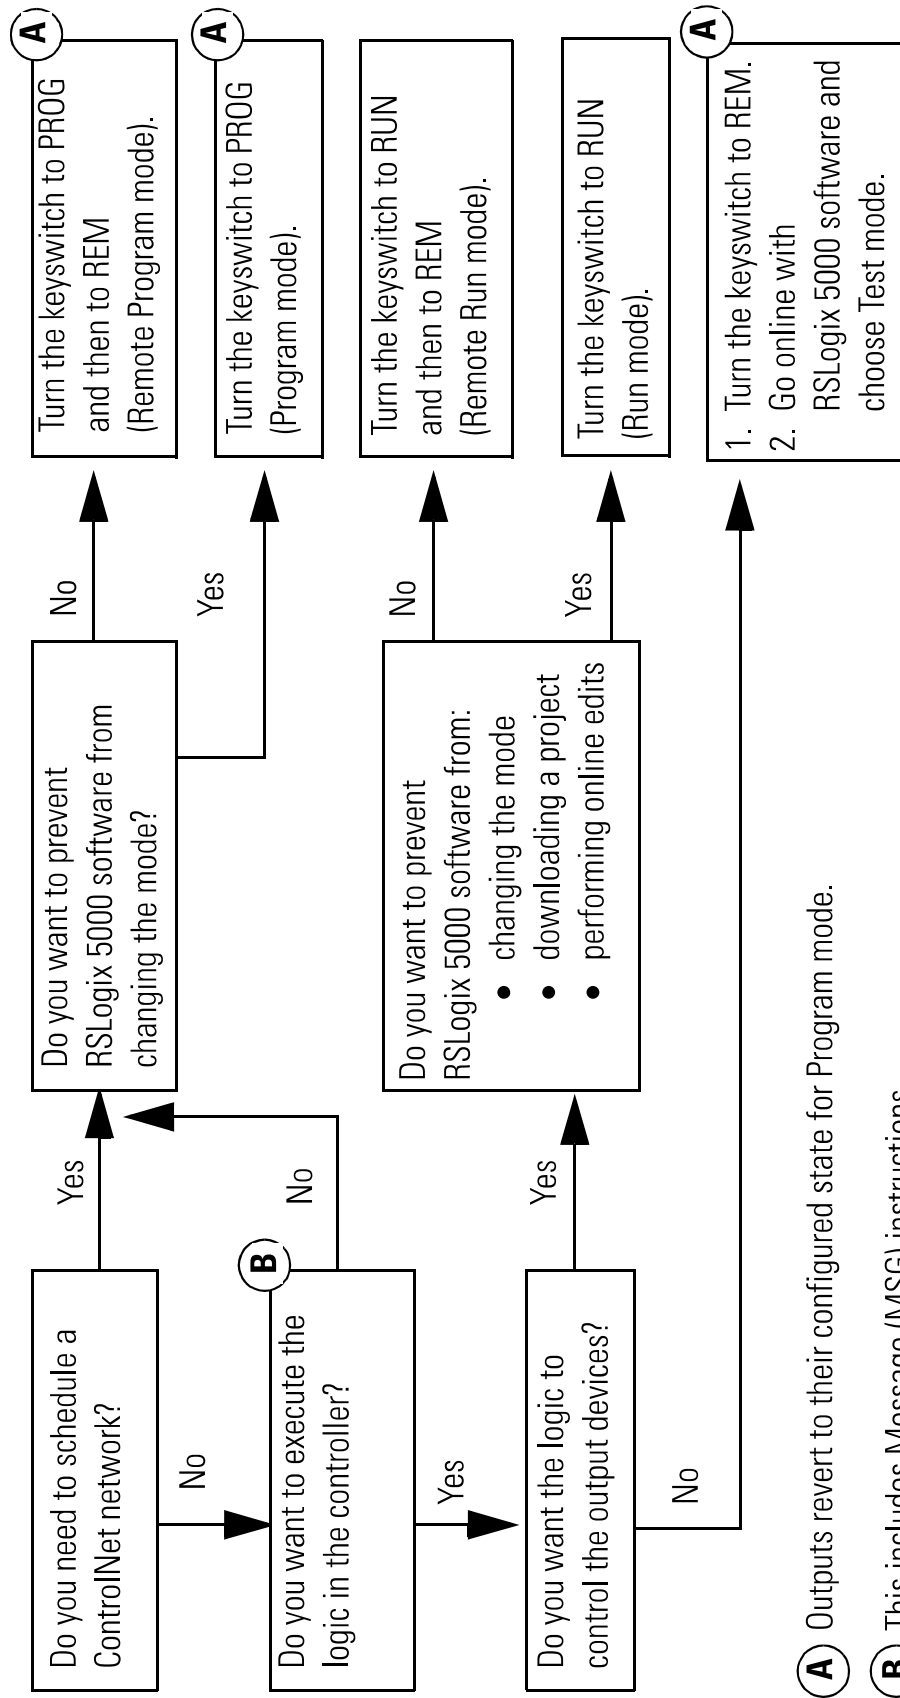 Do you need to schedule a
ControlNet network?
Yes
No
Do you want to prevent
RSLogix 5000 software from
changing the mode?
No
Yes
A
Turn the keyswitch to PROG
and then to REM
(Remote Program mode).
A
Turn the keyswitch to PROG
(Program mode).
B
Do you want to execute the
logic in the controller?
No
Yes
Do you want the logic to
control the output devices?
Yes
No
Do you want to prevent
RSLogix 5000 software from:
• changing the mode
• downloading a project
• performing online edits
No
Yes
Turn the keyswitch to RUN
and then to REM
(Remote Run mode).
Turn the keyswitch to RUN
(Run mode).
A
1. Turn the keyswitch to REM.
2. Go online with
RSLogix 5000 software and
choose Test mode.
A Outputs revert to their configured state for Program mode.
B This includes Message (MSG) instructions